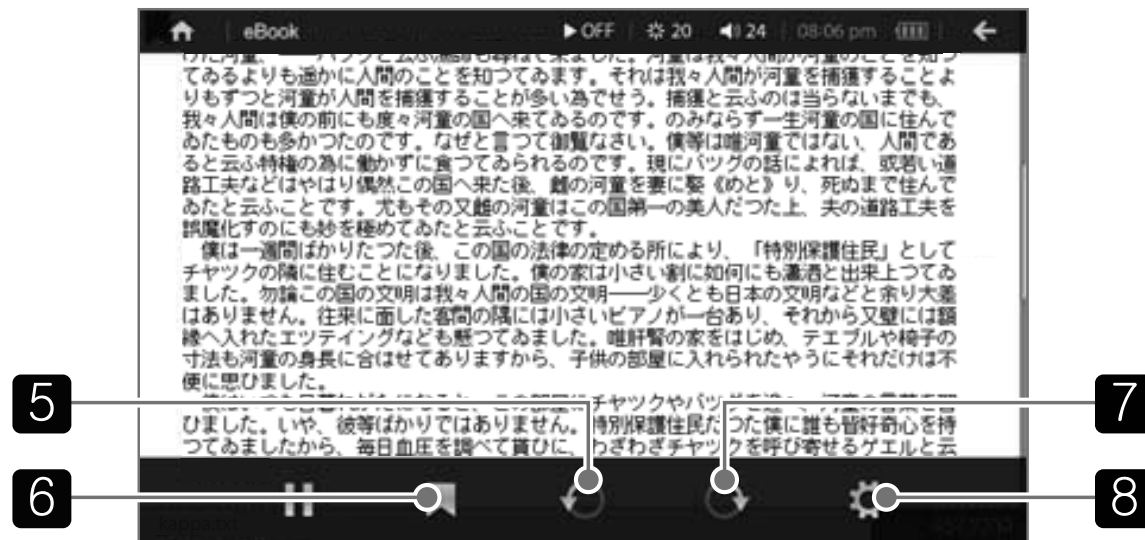 eBook ▶OFF 20 24 08:06 pm
てゐるよりも遥かに人間のことを知つてゐます。それは我々人間が河童を捕獲することよ
りもずつと河童が人間を捕獲することが多い為でせう。捕獲と云ふのは当らないまでも、
我々人間は僕の前にも度々河童の国へ来てゐるのです。のみならず一生河童の国に住んで
ゐたものも多かつたのです。なぜと言つて御覧なさい。僕等は唯河童ではない、人間であ
ると云ふ特権の為に働かずに食つてゐられるのです。現にバツグの話によれば、或若い道
路工夫などはやはり偶然この国へ来た後、雌の河童を妻に娶《めと》り、死ぬまで住んで
ゐたと云ふことです。尤もその又雌の河童はこの国第一の美人だつた上、夫の道路工夫を
誤魔化すのにも妙を極めてゐたと云ふことです。
僕は一週間ばかりたつた後、この国の法律の定める所により、「特別保護住民」として
チヤツクの隣に住むことになりました。僕の家は小さい割に如何にも瀟洒と出来上つてゐ
ました。勿論この国の文明は我々人間の国の文明――少くとも日本の文明などと余り大差
はありません。往来に面した客間の隅には小さいピアノが一台あり、それから又壁には額
縁へ入れたエツテイングなども懸つてゐました。唯肝腎の家をはじめ、テエブルや椅子の
寸法も河童の身長に合はせてありますから、子供の部屋に入れられたやうにそれだけは不
便に思ひました。
5
7
ひました。いや、彼等ばかりではありません。特別保護住民だつた僕に誰も皆好奇心を持
つてゐましたから、毎日血圧を調べて貰ひに、わざわざチヤツクを呼び寄せるゲエルと云
6
8
kappa.txt